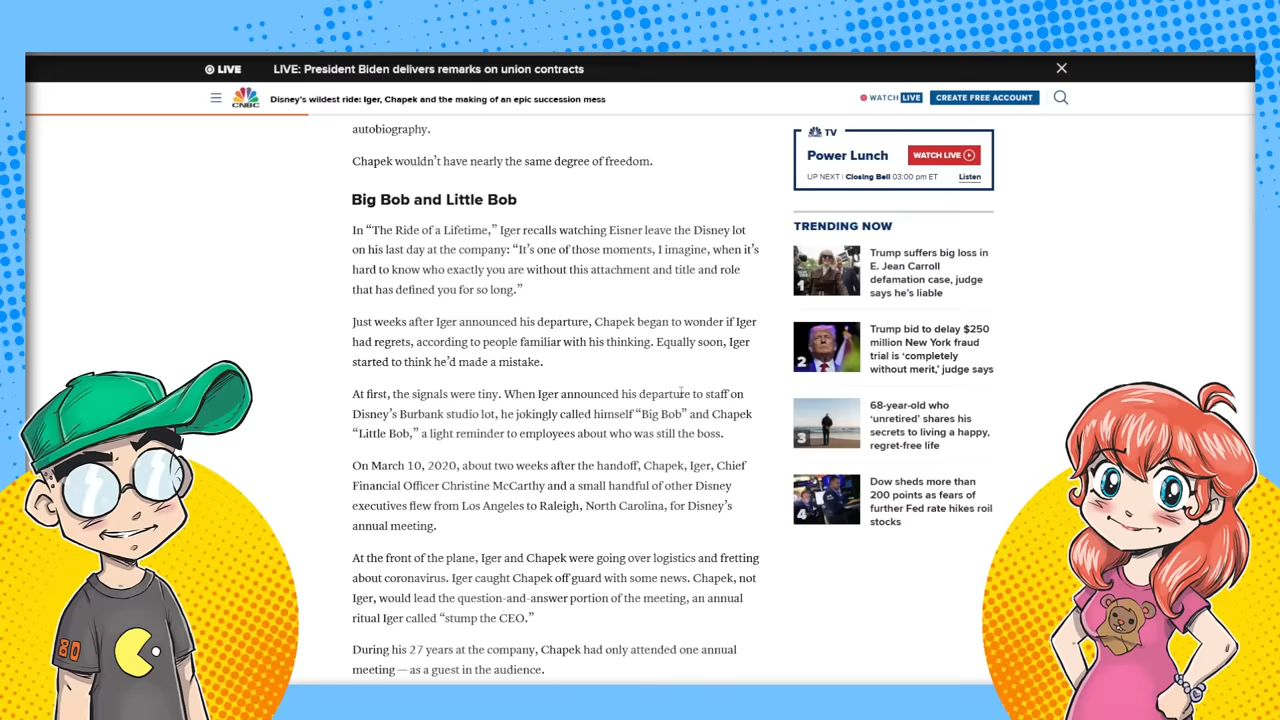 LIVE
LIVE: President Biden delivers remarks on union contracts
CNBC
Disney's wildest ride: Iger, Chapek and the making of an epic succession mess
WATCH LIVE
CREATE FREE ACCOUNT
autobiography.
Chapek wouldn't have nearly the same degree of freedom.
Big Bob and Little Bob
In “The Ride of a Lifetime,” Iger recalls watching Eisner leave the Disney lot
on his last day at the company: “It's one of those moments, I imagine, when it's
hard to know who exactly you are without this attachment and title and role
that has defined you for so long.”
Just weeks after Iger announced his departure, Chapek began to wonder if Iger
had regrets, according to people familiar with his thinking. Equally soon, Iger
started to think he'd made a mistake.
At first, the signals were tiny. When Iger announced his departure to staff on
Disney's Burbank studio lot, he jokingly called himself “Big Bob” and Chapek
“Little Bob,” a light reminder to employees about who was still the boss.
On March 10, 2020, about two weeks after the handoff, Chapek, Iger, Chief
Financial Officer Christine McCarthy and a small handful of other Disney
executives flew from Los Angeles to Raleigh, North Carolina, for Disney's
annual meeting.
At the front of the plane, Iger and Chapek were going over logistics and fretting
about coronavirus. Iger caught Chapek off guard with some news. Chapek, not
Iger, would lead the question-and-answer portion of the meeting, an annual
ritual Iger called “stump the CEO.”
During his 27 years at the company, Chapek had only attended one annual
meeting — as a guest in the audience.
TV
Power Lunch
WATCH LIVE
UP NEXT | Closing Bell 03:00 pm ET
Listen
TRENDING NOW
1
Trump suffers big loss in
E. Jean Carroll
defamation case, judge
says he's liable
2
Trump bid to delay $250
million New York fraud
trial is ‘completely
without merit,’ judge says
3
68-year-old who
‘unretired’ shares his
secrets to living a happy,
regret-free life
4
Dow sheds more than
200 points as fears of
further Fed rate hikes roil
stocks
80